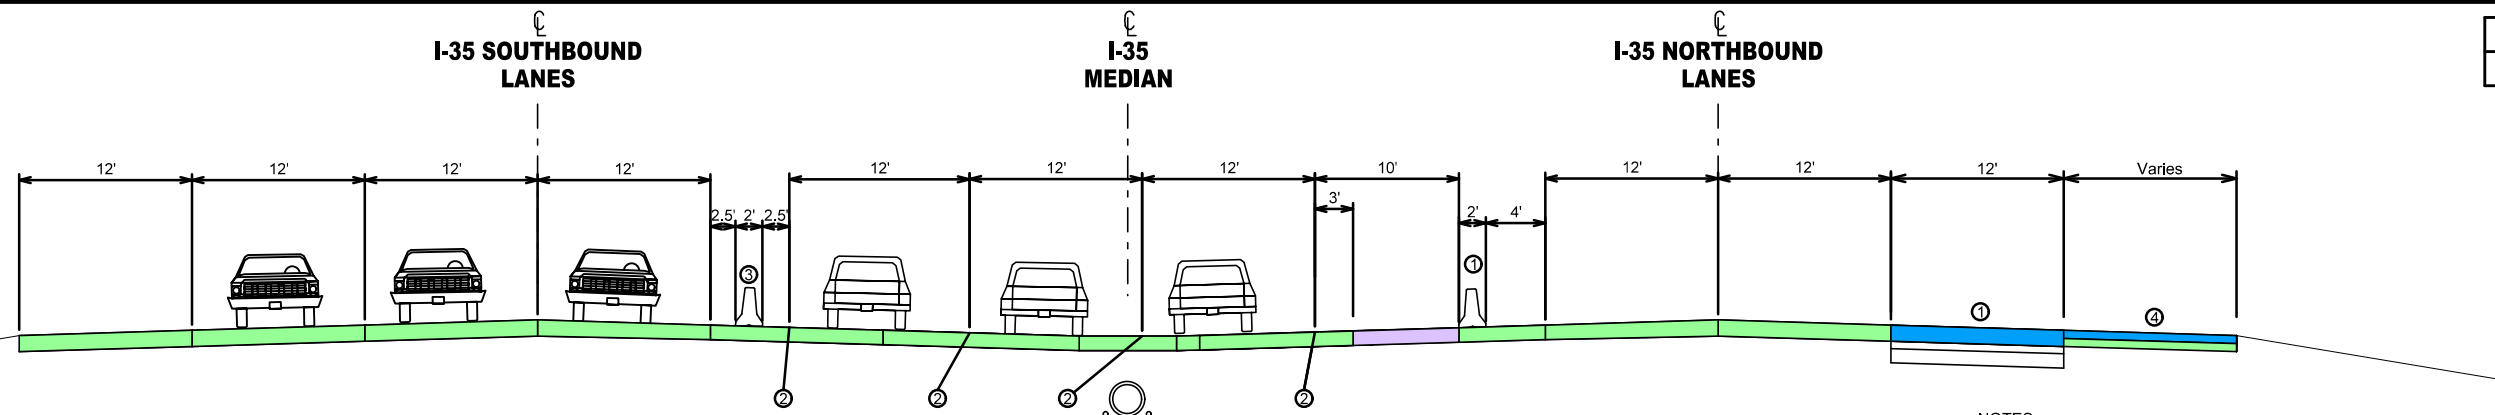 ℄ ℄ ℄
I-35 SOUTHBOUND
LANES
I-35
MEDIAN
I-35 NORTHBOUND
LANES
12' 12' 12' 12' 12' 12' 12' 10' 12' 12' 12' Varies
3'
2.5' 2' 2.5' 2' 4'
③ ① ① ④
② ② ② ②